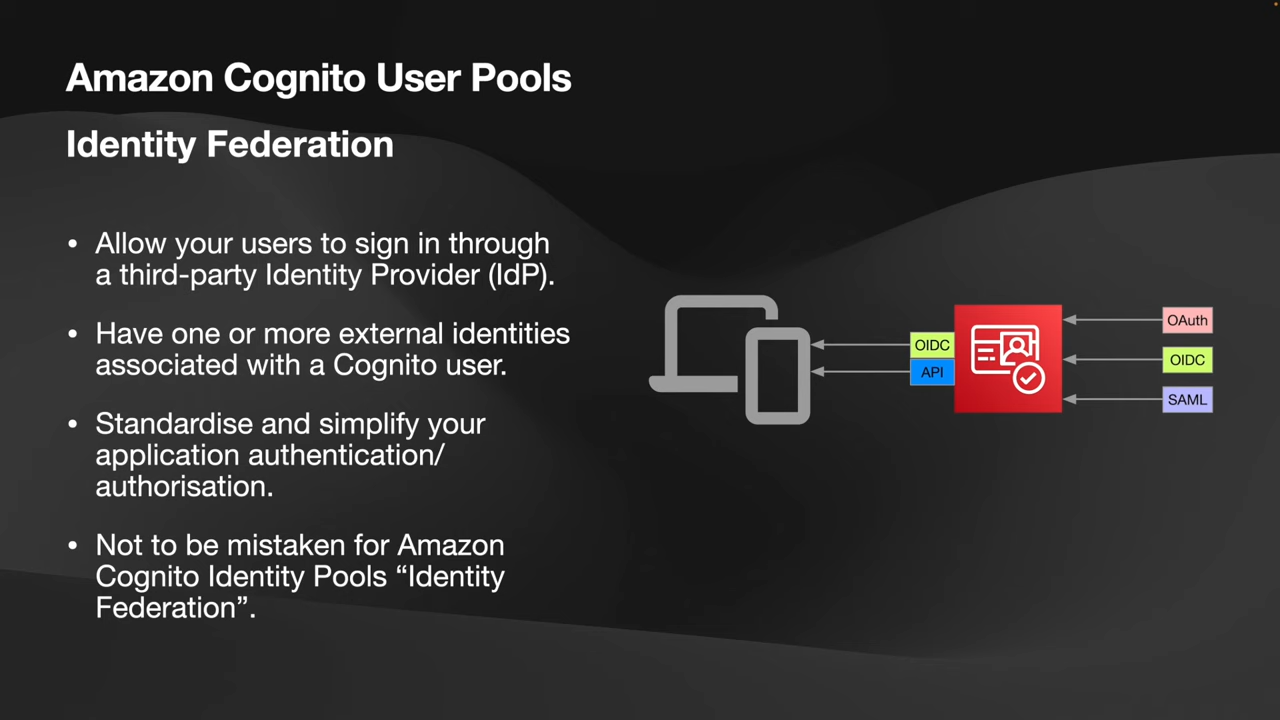 Amazon Cognito User Pools
Identity Federation
• Allow your users to sign in through
a third-party Identity Provider (IdP).
• Have one or more external identities
associated with a Cognito user.
• Standardise and simplify your
application authentication/
authorisation.
• Not to be mistaken for Amazon
Cognito Identity Pools “Identity
Federation”.
OIDC
API
OAuth
OIDC
SAML